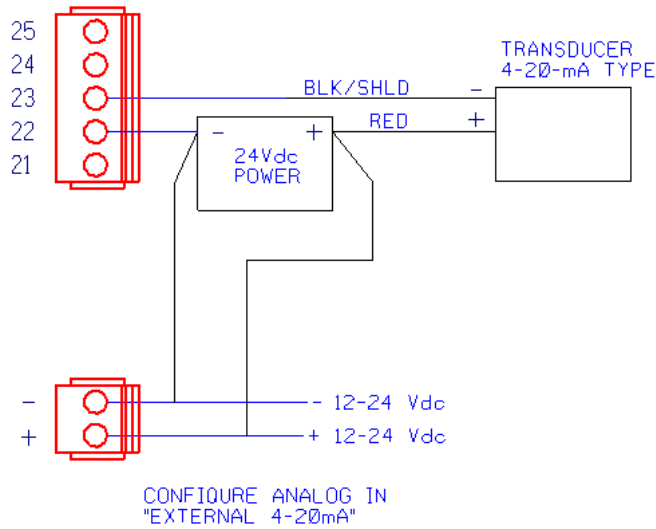 25
24
23
22
21
TRANSDUCER
4-20-mA TYPE
BLK/SHLD
-
RED
+
- +
24Vdc
POWER
-
+
- 12-24 Vdc
+ 12-24 Vdc
CONFIQURE ANALOG IN
"EXTERNAL 4-20mA"